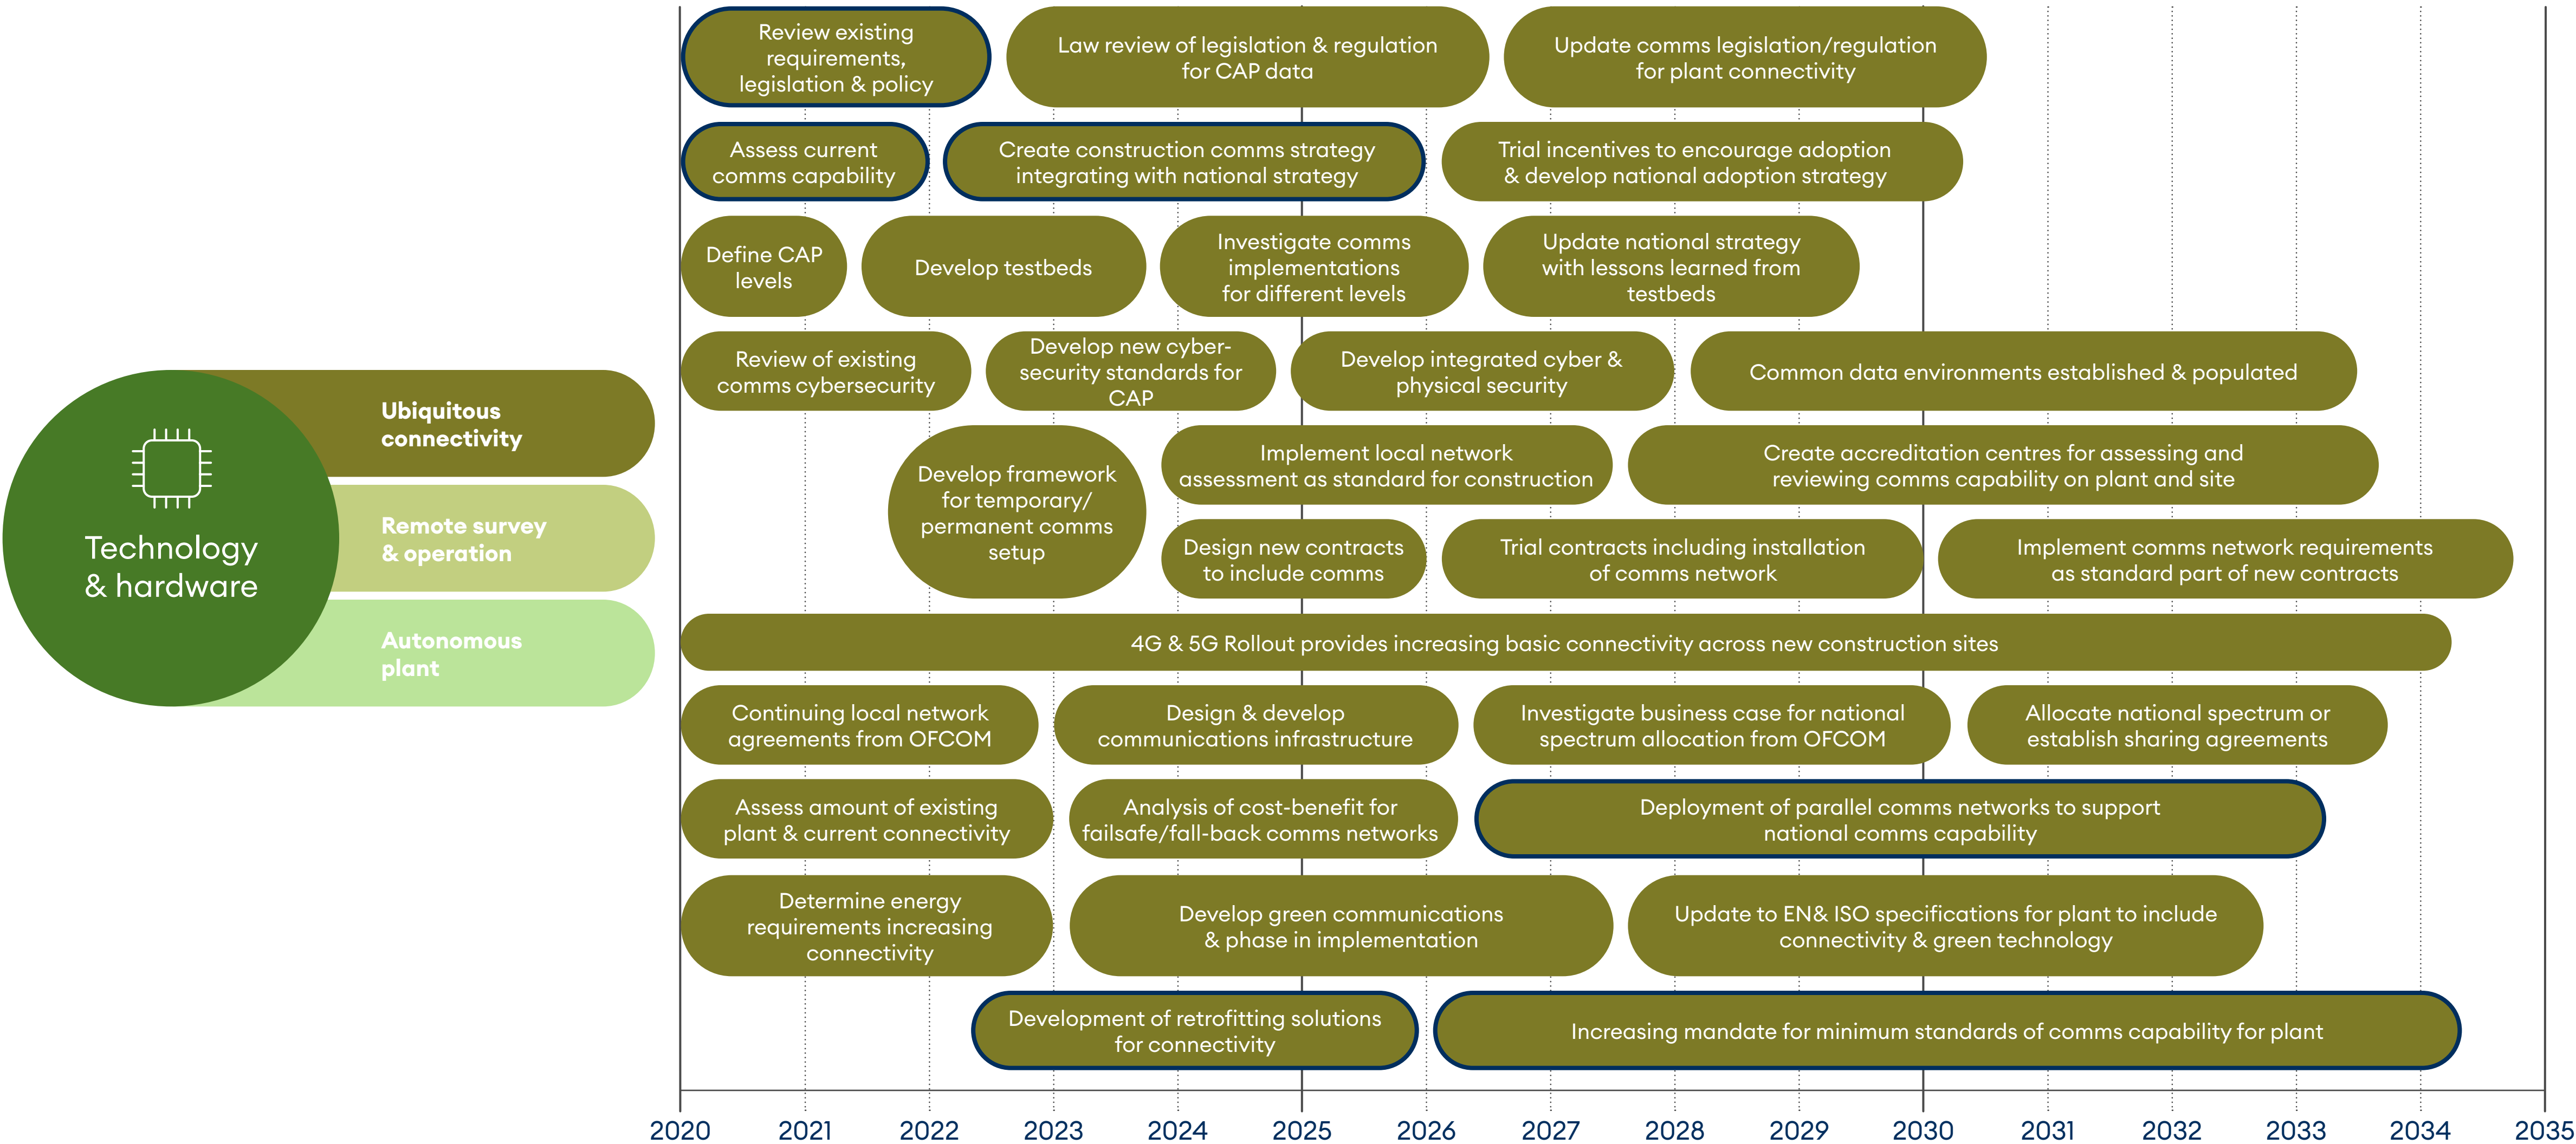 Technology
& hardware
Ubiquitous
connectivity
Remote survey
& operation
Autonomous
plant
Review existing
requirements,
legislation & policy
Law review of legislation & regulation
for CAP data
Update comms legislation/regulation
for plant connectivity
Assess current
comms capability
Create construction comms strategy
integrating with national strategy
Trial incentives to encourage adoption
& develop national adoption strategy
Define CAP
levels
Develop testbeds
Investigate comms
implementations
for different levels
Update national strategy
with lessons learned from
testbeds
Review of existing
comms cybersecurity
Develop new cyber-
security standards for
CAP
Develop integrated cyber &
physical security
Common data environments established & populated
Develop framework
for temporary/
permanent comms
setup
Implement local network
assessment as standard for construction
Create accreditation centres for assessing and
reviewing comms capability on plant and site
Design new contracts
to include comms
Trial contracts including installation
of comms network
Implement comms network requirements
as standard part of new contracts
4G & 5G Rollout provides increasing basic connectivity across new construction sites
Continuing local network
agreements from OFCOM
Design & develop
communications infrastructure
Investigate business case for national
spectrum allocation from OFCOM
Allocate national spectrum or
establish sharing agreements
Assess amount of existing
plant & current connectivity
Analysis of cost-benefit for
failsafe/fall-back comms networks
Deployment of parallel comms networks to support
national comms capability
Determine energy
requirements increasing
connectivity
Develop green communications
& phase in implementation
Update to EN& ISO specifications for plant to include
connectivity & green technology
Development of retrofitting solutions
for connectivity
Increasing mandate for minimum standards of comms capability for plant
2020 2021 2022 2023 2024 2025 2026 2027 2028 2029 2030 2031 2032 2033 2034 2035